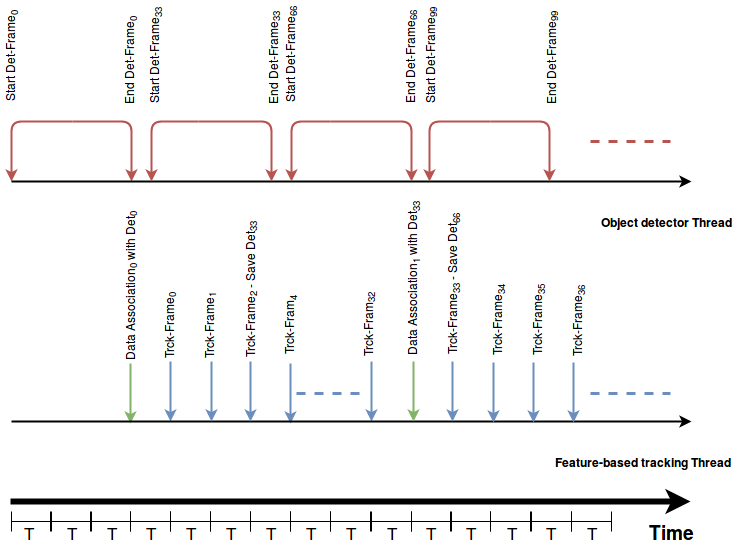 Start Det-Frame0
End Det-Frame0
Start Det-Frame33
End Det-Frame33
Start Det-Frame66
End Det-Frame66
Start Det-Frame99
End Det-Frame99
Object detector Thread
Data Association0 with Det0
Trck-Frame0
Trck-Frame1
Trck-Frame2 - Save Det33
Trck-Fram4
Trck-Fram32
Data Association1 with Det33
Trck-Frame33 - Save Det66
Trck-Frame34
Trck-Frame35
Trck-Frame36
Feature-based tracking Thread
T T T T T T T T T T T T T T T
Time